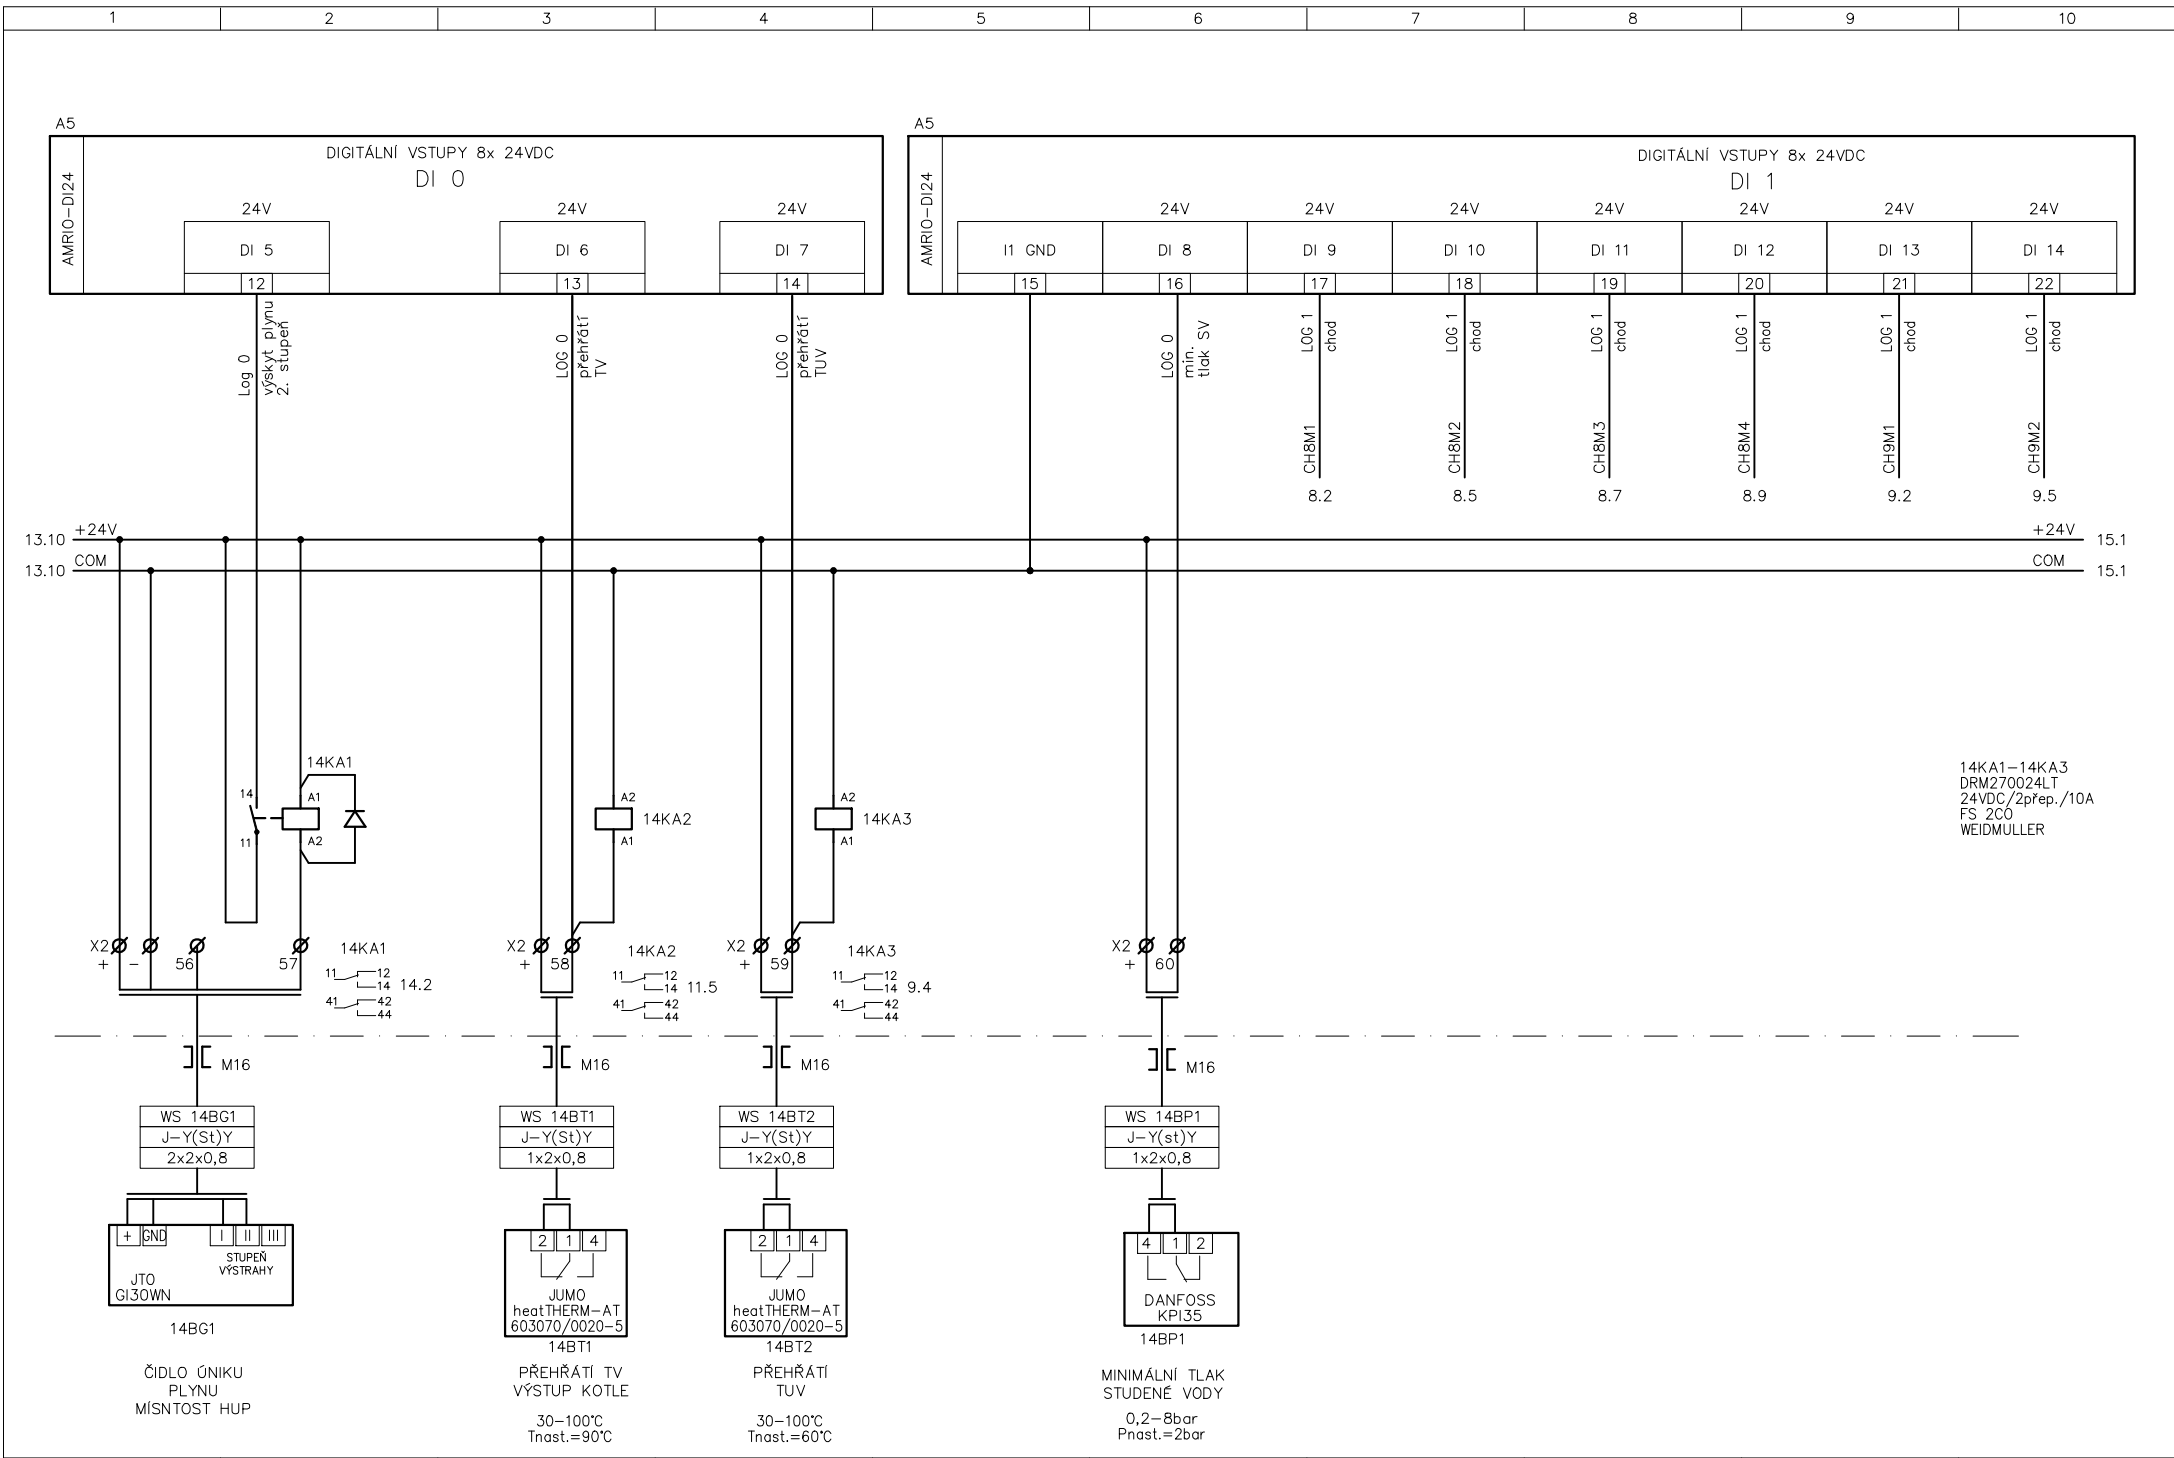 1 2 3 4 5 6 7 8 9 10
A5
A5
AMRIO-DI24
DIGITÁLNÍ VSTUPY 8x 24VDC
DI 0
24V 24V 24V
DI 5 DI 6 DI 7
12 13 14
AMRIO-DI24
DIGITÁLNÍ VSTUPY 8x 24VDC
DI 1
24V 24V 24V 24V 24V 24V 24V
I1 GND DI 8 DI 9 DI 10 DI 11 DI 12 DI 13 DI 14
15 16 17 18 19 20 21 22
Log 0
výskyt plynu
2. stupeň
LOG 0
přehřátí
TV
LOG 0
přehřátí
TUV
LOG 0
min.
tlak SV
LOG 1
chod
LOG 1
chod
LOG 1
chod
LOG 1
chod
LOG 1
chod
LOG 1
chod
CH8M1 CH8M2 CH8M3 CH8M4 CH9M1 CH9M2
8.2 8.5 8.7 8.9 9.2 9.5
13.10 +24V +24V 15.1
13.10 COM COM 15.1
14KA1
14 A1
11 A2
A2
14KA2
A1
A2
14KA3
A1
14KA1-14KA3
DRM270024LT
24VDC/2přep./10A
FS 2CO
WEIDMULLER
X2
+ - 56 57
14KA1
11 12
14 14.2
41 42
44
X2
+ 58
14KA2
11 12
14 11.5
41 42
44
X2
+ 59
14KA3
11 12
14 9.4
41 42
44
X2
+ 60
M16 M16 M16 M16
WS 14BG1
J-Y(St)Y
2x2x0,8
WS 14BT1
J-Y(St)Y
1x2x0,8
WS 14BT2
J-Y(St)Y
1x2x0,8
WS 14BP1
J-Y(st)Y
1x2x0,8
+ GND I II III
STUPEŇ
VÝSTRAHY
JTO
GI30WN
14BG1
ČIDLO ÚNIKU
PLYNU
MÍSNTOST HUP
2 1 4
JUMO
heatTHERM-AT
603070/0020-5
14BT1
PŘEHŘÁTÍ TV
VÝSTUP KOTLE
30-100°C
Tnast.=90°C
2 1 4
JUMO
heatTHERM-AT
603070/0020-5
14BT2
PŘEHŘÁTÍ
TUV
30-100°C
Tnast.=60°C
4 1 2
DANFOSS
KPI35
14BP1
MINIMÁLNÍ TLAK
STUDENÉ VODY
0,2-8bar
Pnast.=2bar